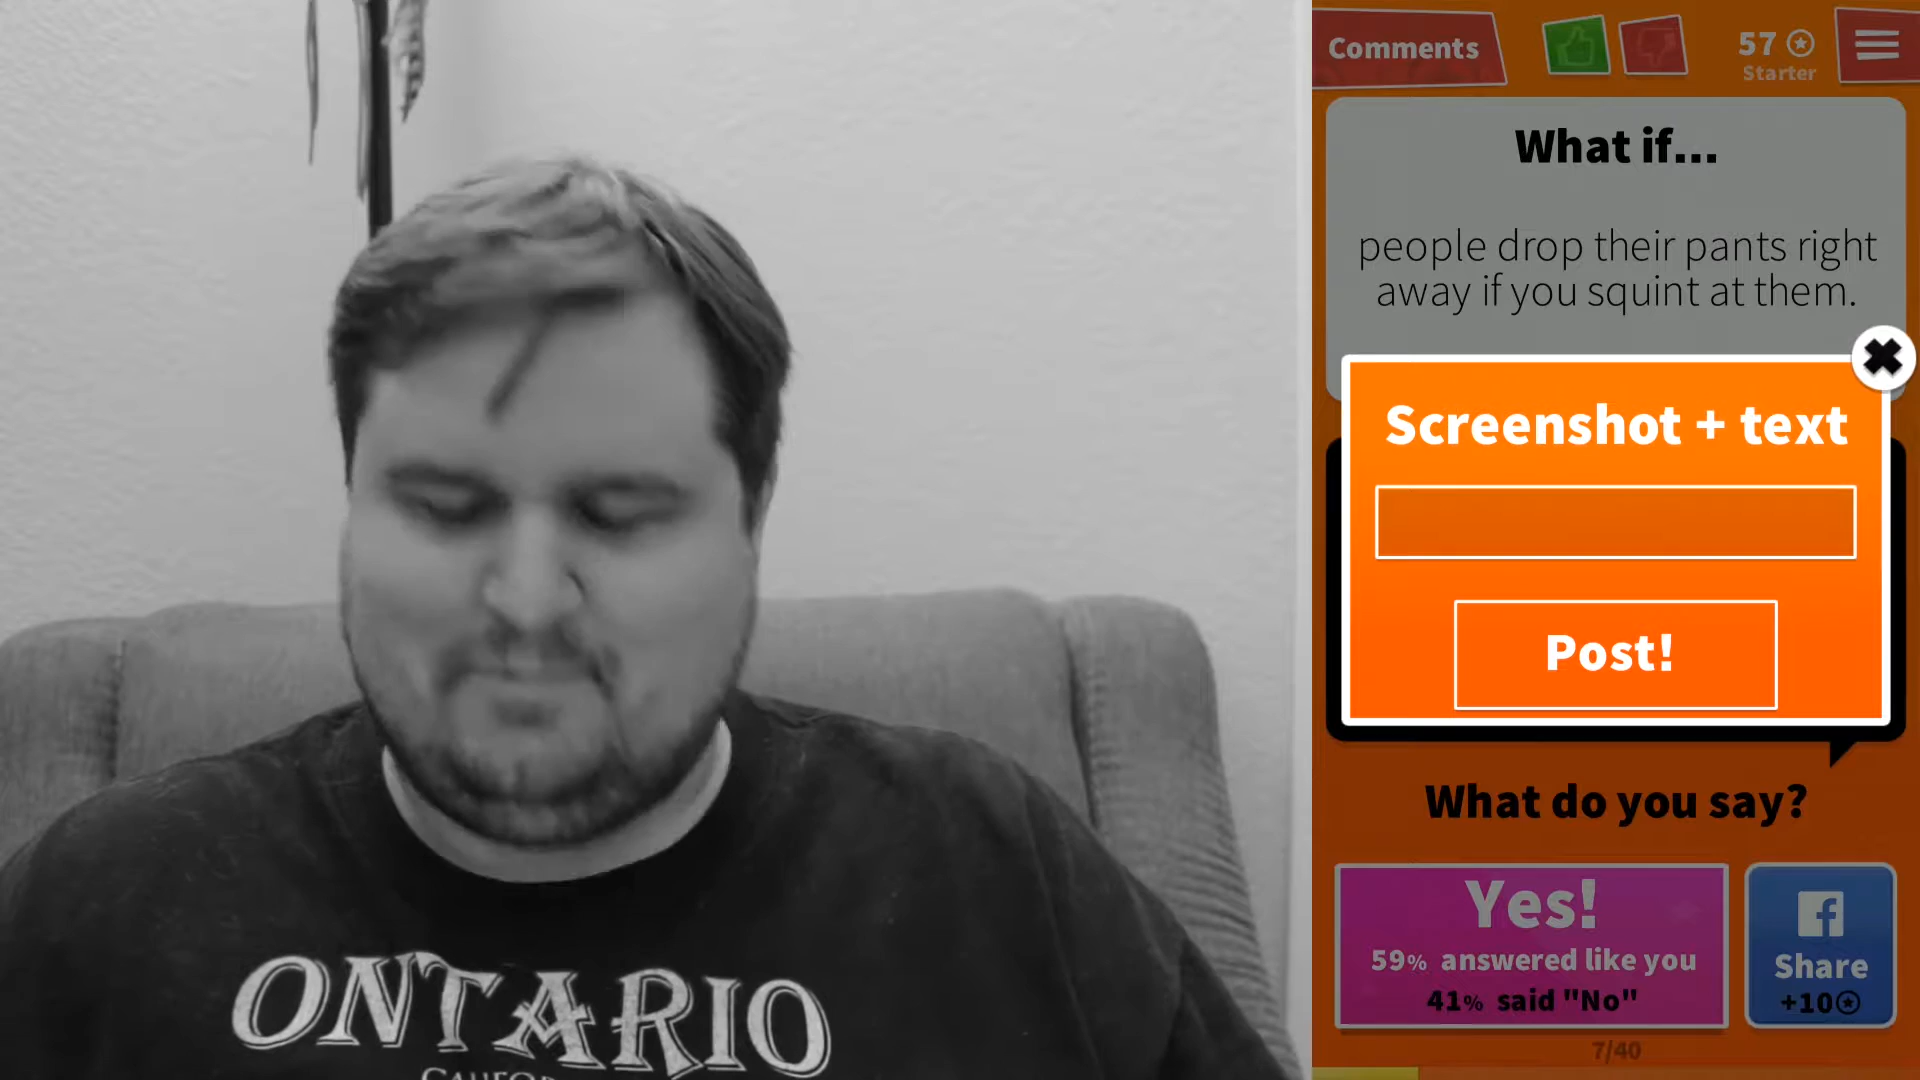 ONTARIO
Comments
57
Starter
What if...
people drop their pants right
away if you squint at them.
Screenshot + text
Post!
What do you say?
Yes!
59% answered like you
41% said "No"
Share
+10
7/40